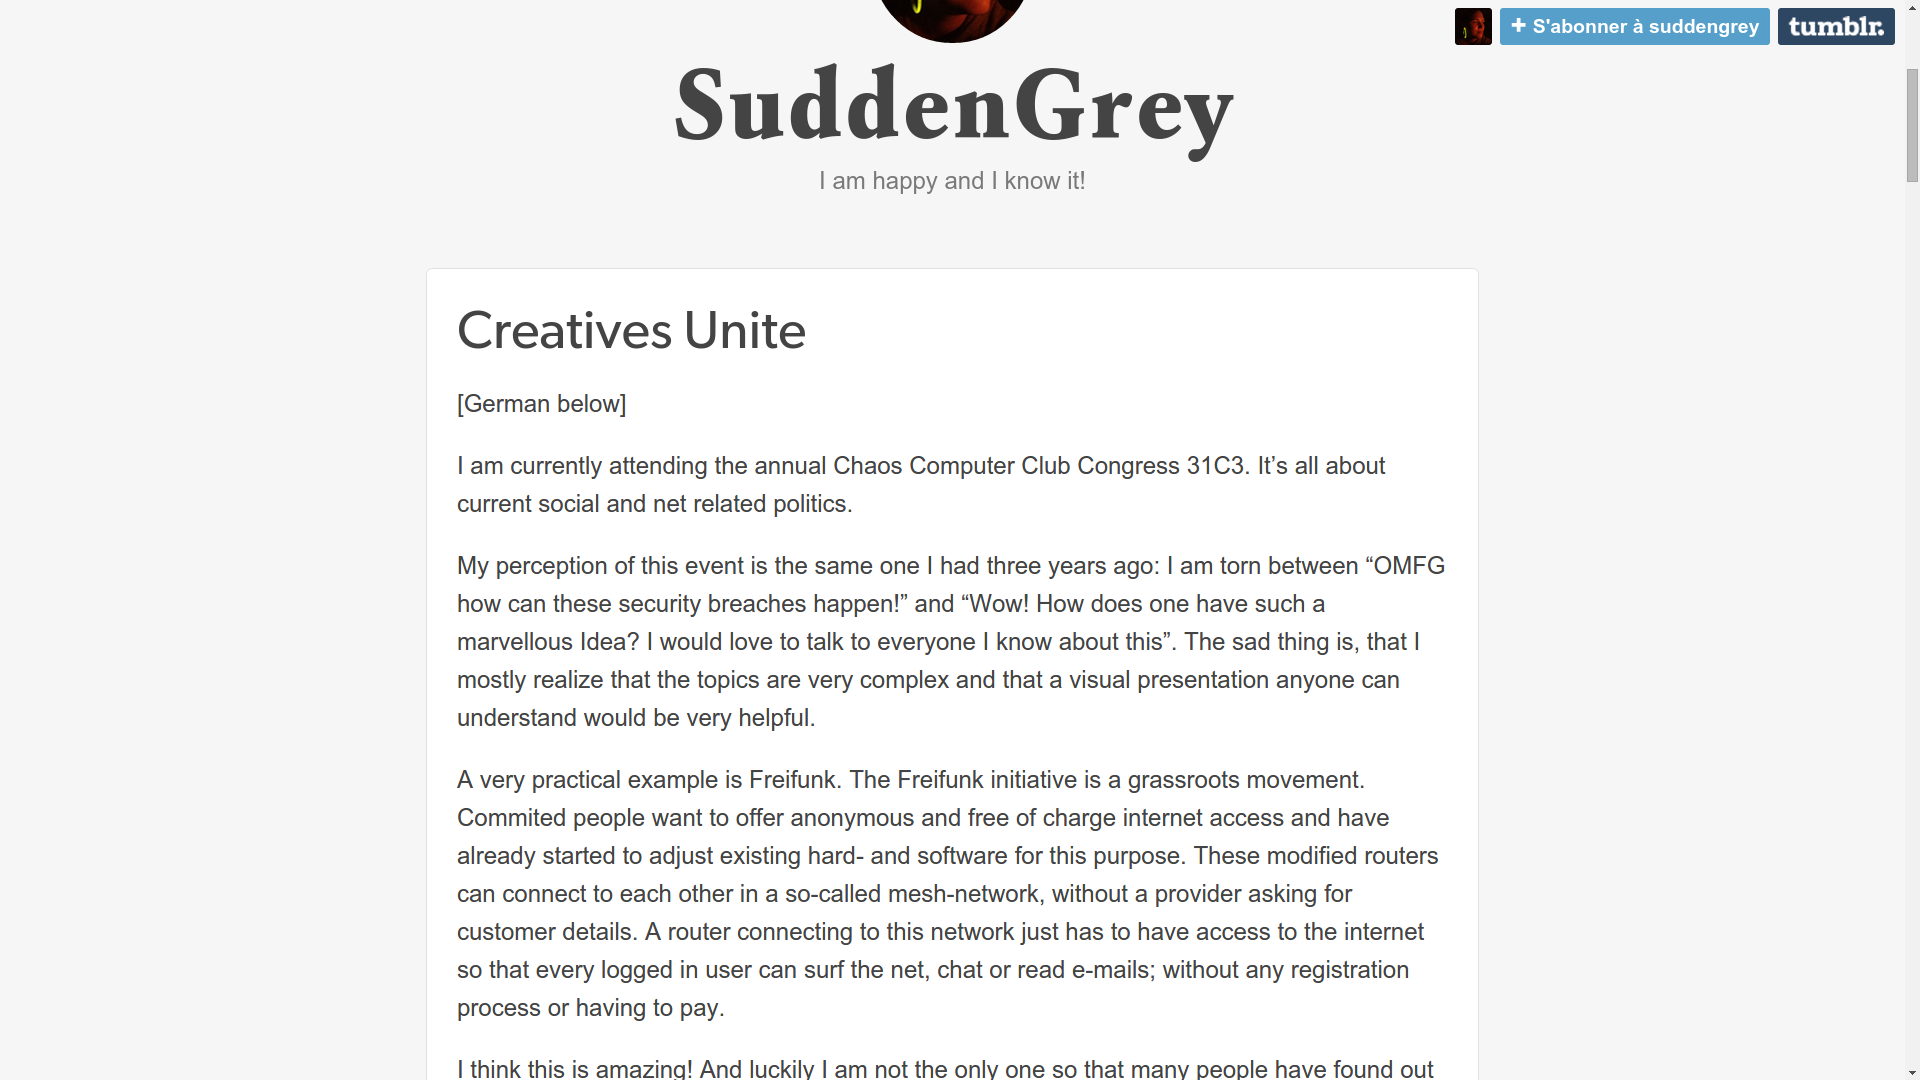 + S'abonner à suddengrey
tumblr.
SuddenGrey
I am happy and I know it!
Creatives Unite
[German below]
I am currently attending the annual Chaos Computer Club Congress 31C3. It’s all about
current social and net related politics.
My perception of this event is the same one I had three years ago: I am torn between “OMFG
how can these security breaches happen!” and “Wow! How does one have such a
marvellous Idea? I would love to talk to everyone I know about this”. The sad thing is, that I
mostly realize that the topics are very complex and that a visual presentation anyone can
understand would be very helpful.
A very practical example is Freifunk. The Freifunk initiative is a grassroots movement.
Commited people want to offer anonymous and free of charge internet access and have
already started to adjust existing hard- and software for this purpose. These modified routers
can connect to each other in a so-called mesh-network, without a provider asking for
customer details. A router connecting to this network just has to have access to the internet
so that every logged in user can surf the net, chat or read e-mails; without any registration
process or having to pay.
I think this is amazing! And luckily I am not the only one so that many people have found out